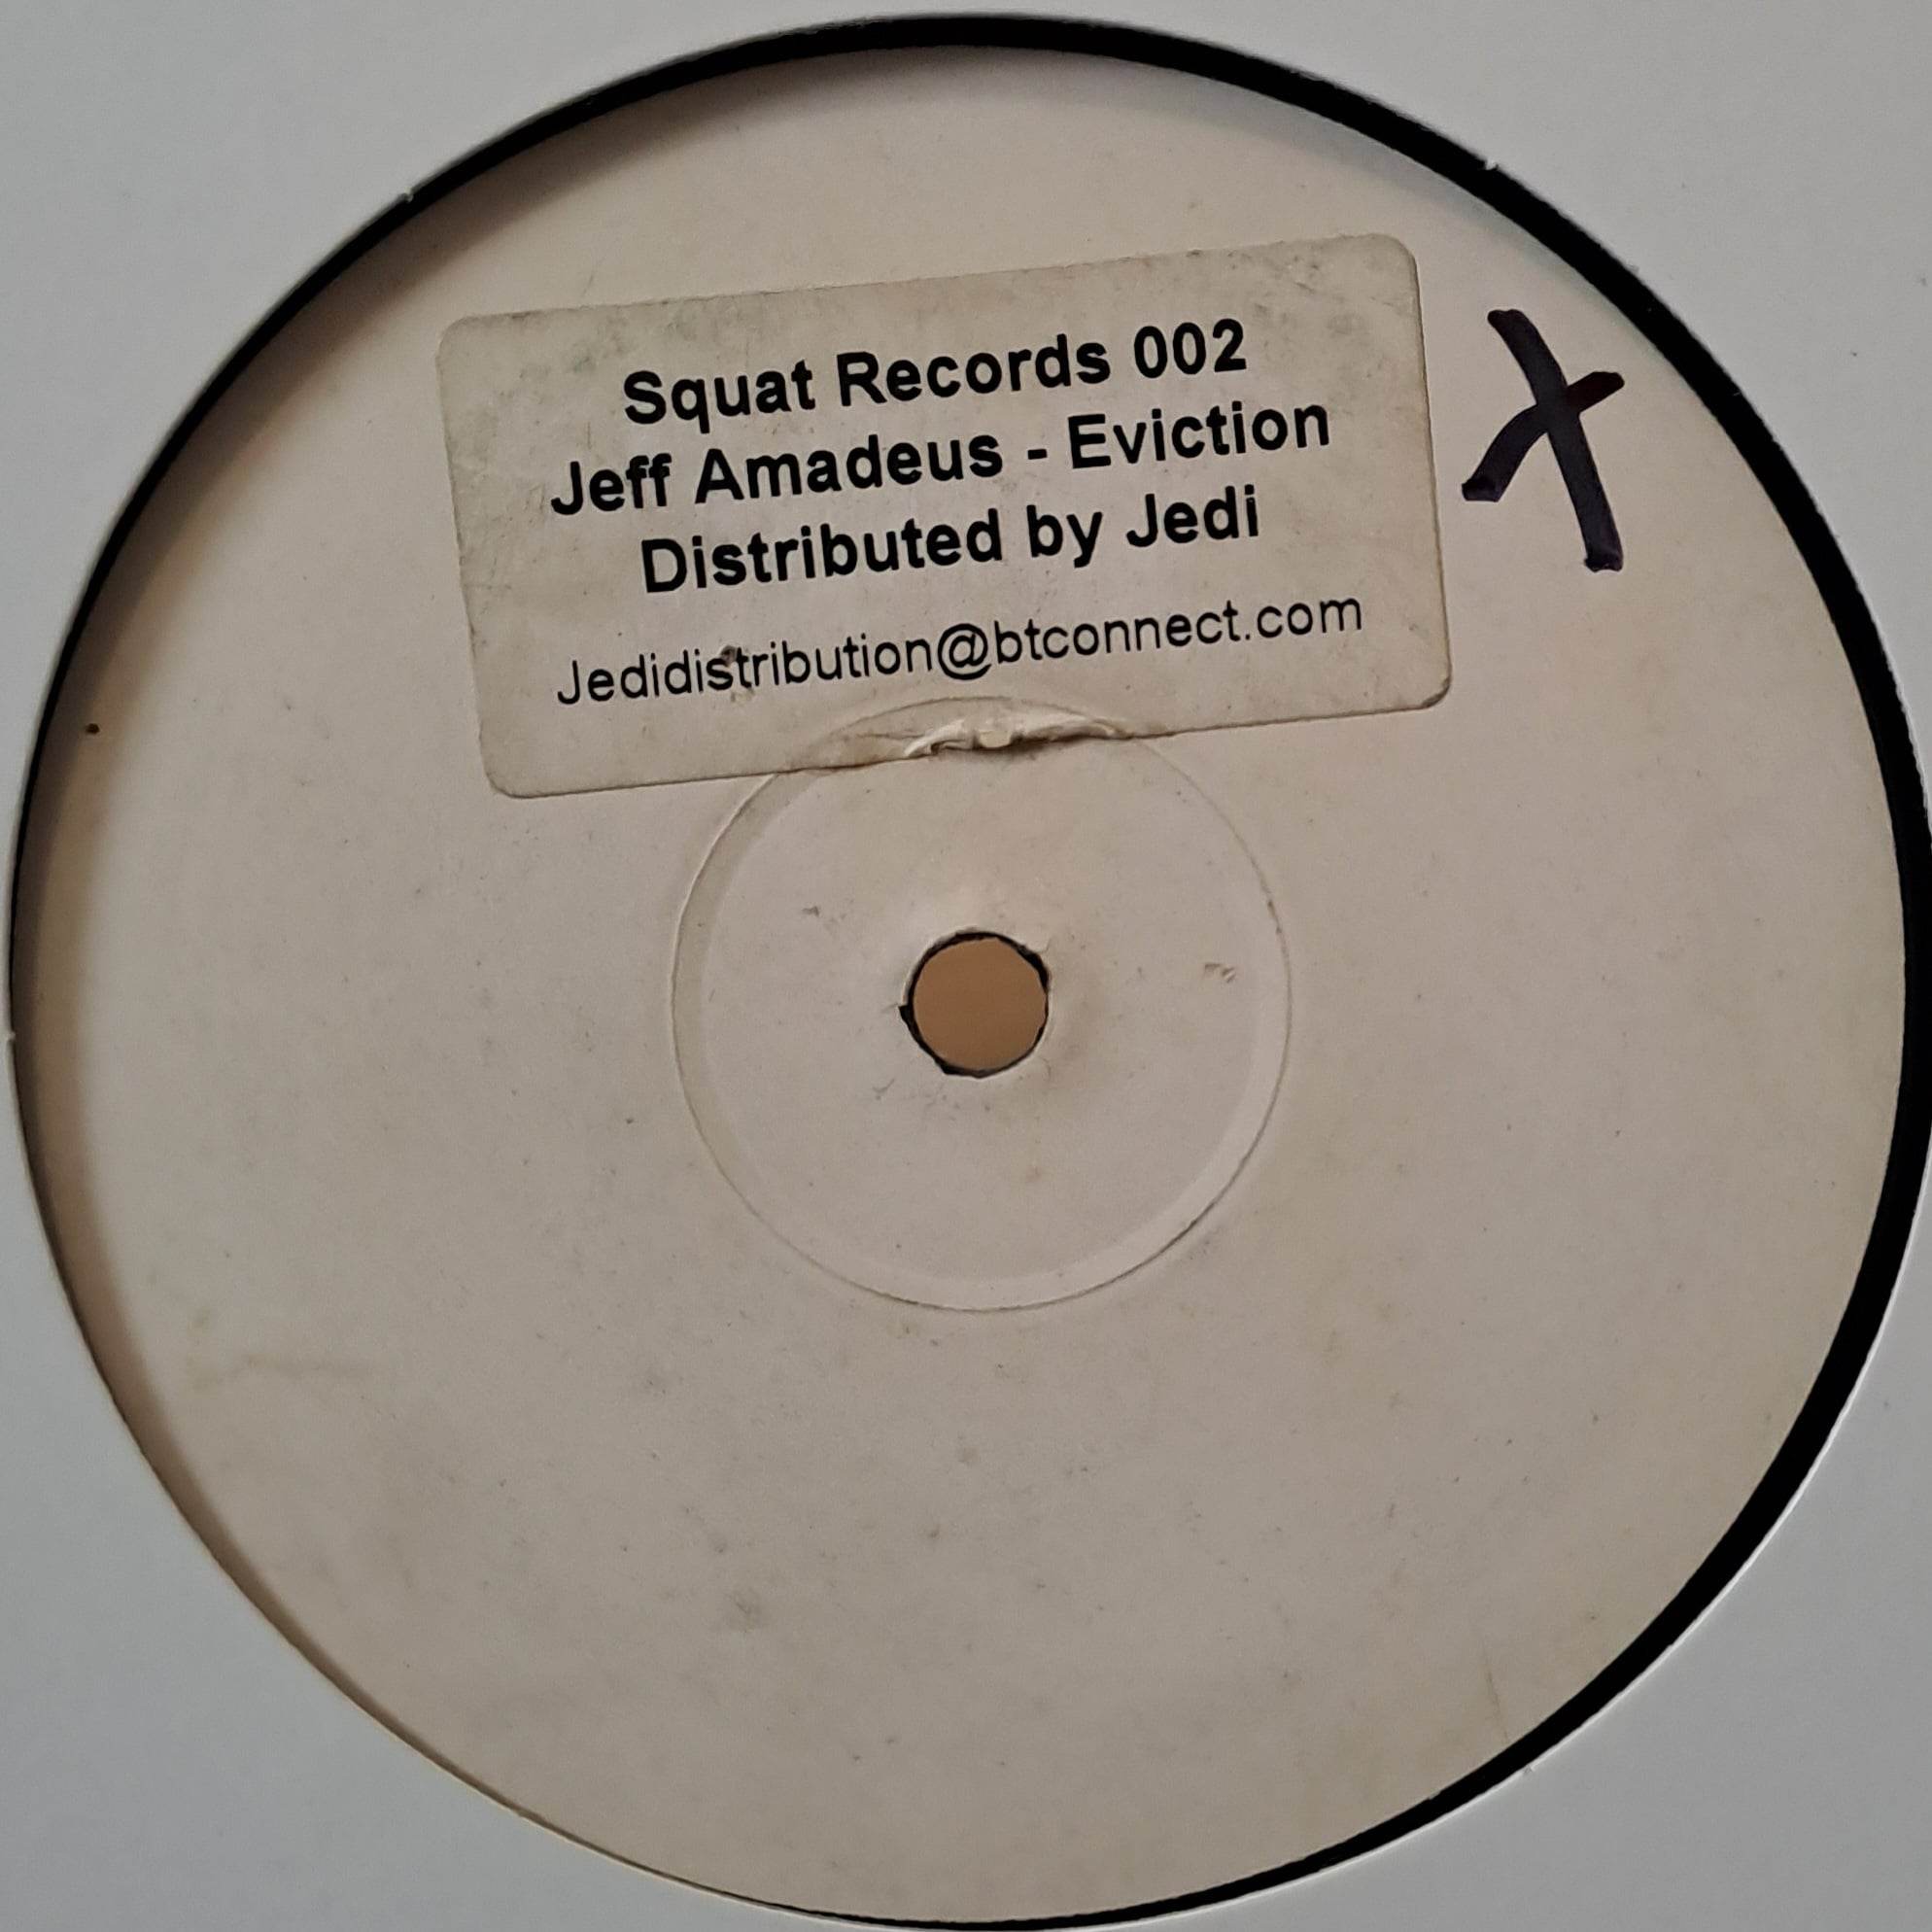 Squat Records 002
Jeff Amadeus - Eviction
Distributed by Jedi
Jedidistribution@btconnect.com
X